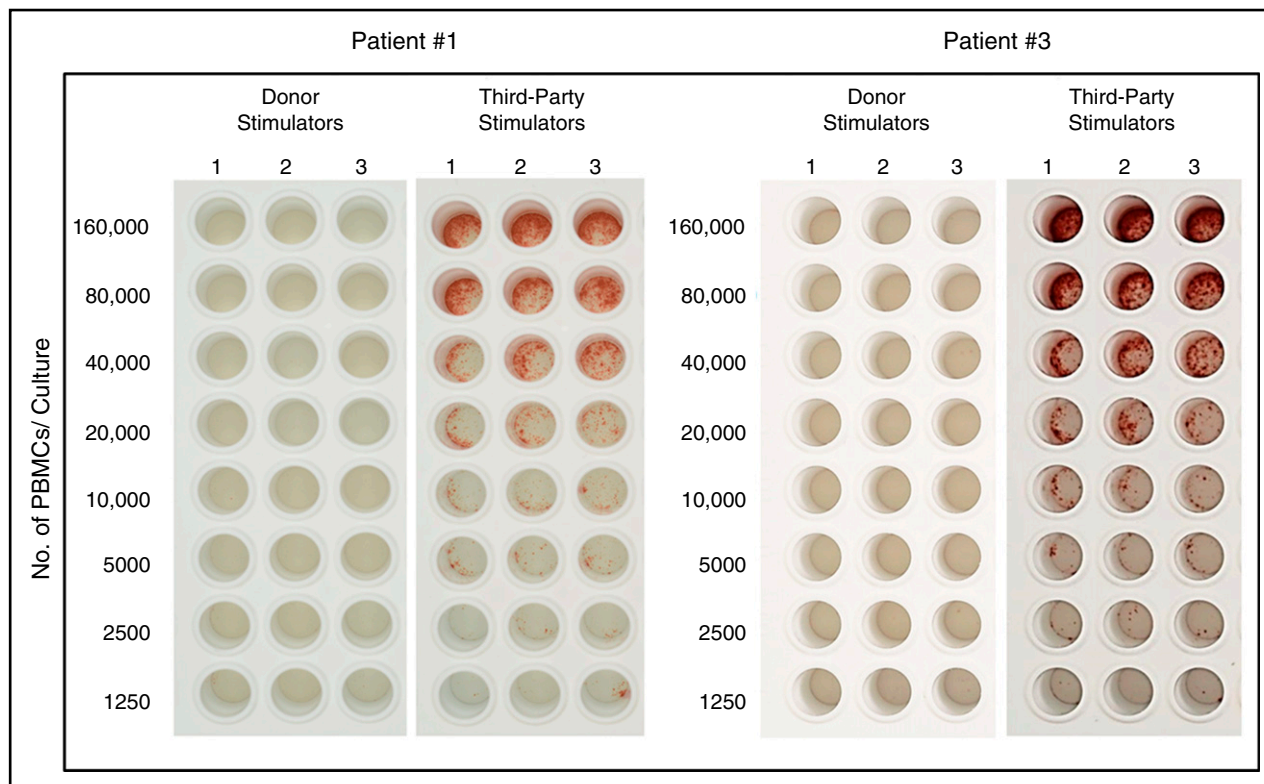 Patient #1
Patient #3
Donor
Stimulators
Third-Party
Stimulators
Donor
Stimulators
Third-Party
Stimulators
1 2 3
1 2 3
1 2 3
1 2 3
No. of PBMCs/ Culture
160,000
80,000
40,000
20,000
10,000
5000
2500
1250
160,000
80,000
40,000
20,000
10,000
5000
2500
1250